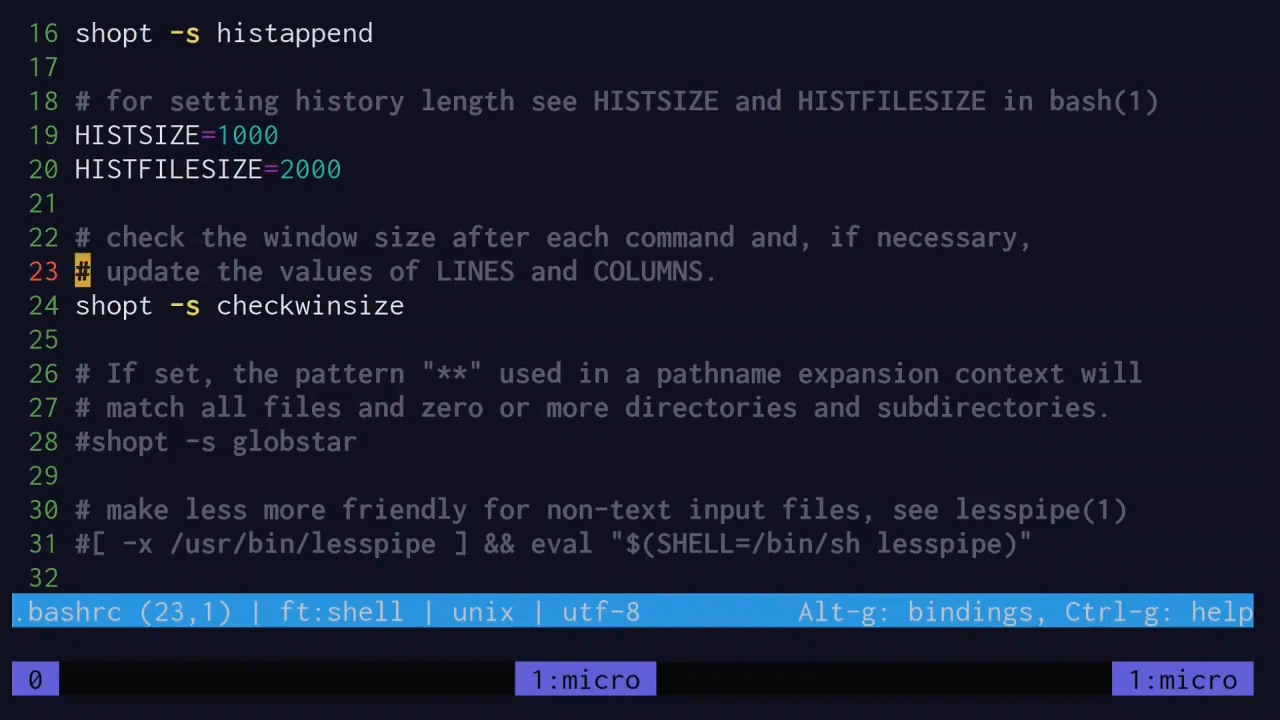 16 shopt -s histappend
17
18 # for setting history length see HISTSIZE and HISTFILESIZE in bash(1)
19 HISTSIZE=1000
20 HISTFILESIZE=2000
21
22 # check the window size after each command and, if necessary,
23 # update the values of LINES and COLUMNS.
24 shopt -s checkwinsize
25
26 # If set, the pattern "**" used in a pathname expansion context will
27 # match all files and zero or more directories and subdirectories.
28 #shopt -s globstar
29
30 # make less more friendly for non-text input files, see lesspipe(1)
31 #[ -x /usr/bin/lesspipe ] && eval "$(SHELL=/bin/sh lesspipe)"
32
.bashrc (23,1) | ft:shell | unix | utf-8 Alt-g: bindings, Ctrl-g: help
0 1:micro 1:micro